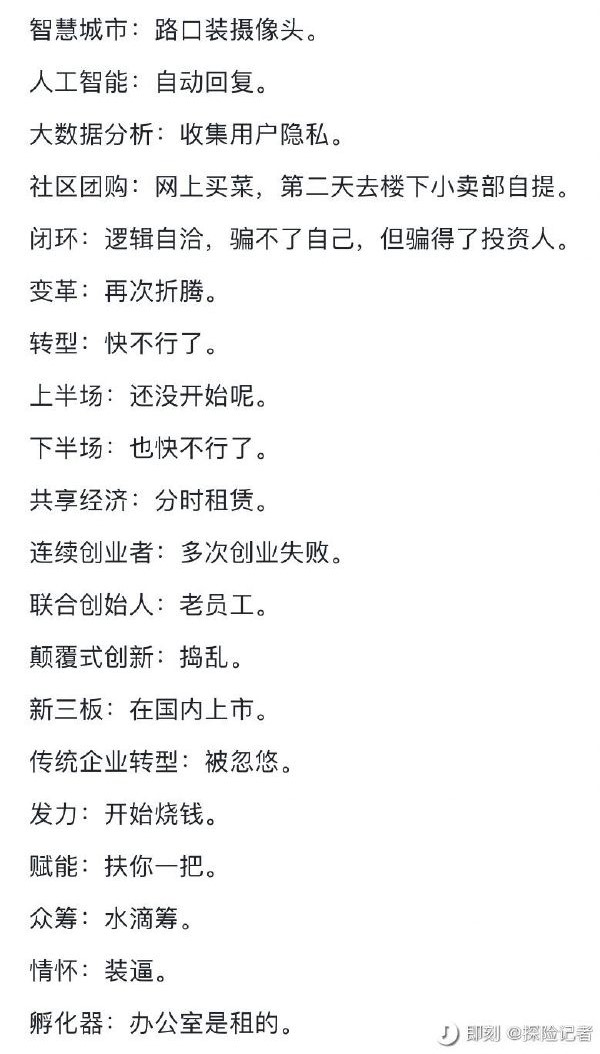 智慧城市：路口装摄像头。
人工智能：自动回复。
大数据分析：收集用户隐私。
社区团购：网上买菜，第二天去楼下小卖部自提。
闭环：逻辑自洽，骗不了自己，但骗得了投资人。
变革：再次折腾。
转型：快不行了。
上半场：还没开始呢。
下半场：也快不行了。
共享经济：分时租赁。
连续创业者：多次创业失败。
联合创始人：老员工。
颠覆式创新：捣乱。
新三板：在国内上市。
传统企业转型：被忽悠。
发力：开始烧钱。
赋能：扶你一把。
众筹：水滴筹。
情怀：装逼。
孵化器：办公室是租的。
即刻 @探险记者